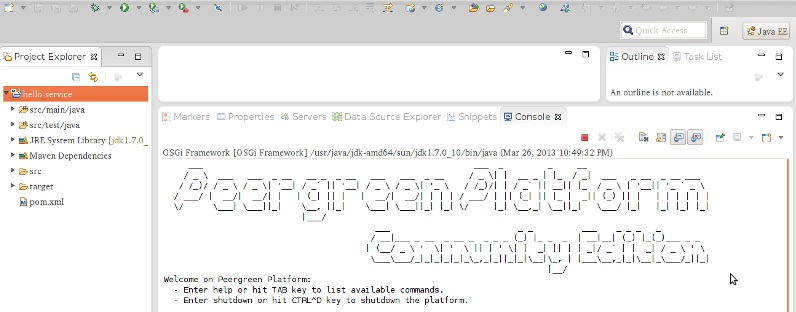 Quick Access
Java EE
Project Explorer
Outline
Task List
hello-service
src/main/java
src/test/java
JRE System Library [jdk1.7.0_
Maven Dependencies
src
target
pom.xml
An outline is not available.
Markers Properties Servers Data Source Explorer Snippets Console
OSGi Framework [OSGi Framework] /usr/java/jdk-amd64/sun/jdk1.7.0_10/bin/java (Mar 26, 2013 10:49:32 PM)
Peergreen Platform
Community Edition
Welcome on Peergreen Platform:
- Enter help or hit TAB key to list available commands.
- Enter shutdown or hit CTRL^D key to shutdown the platform.